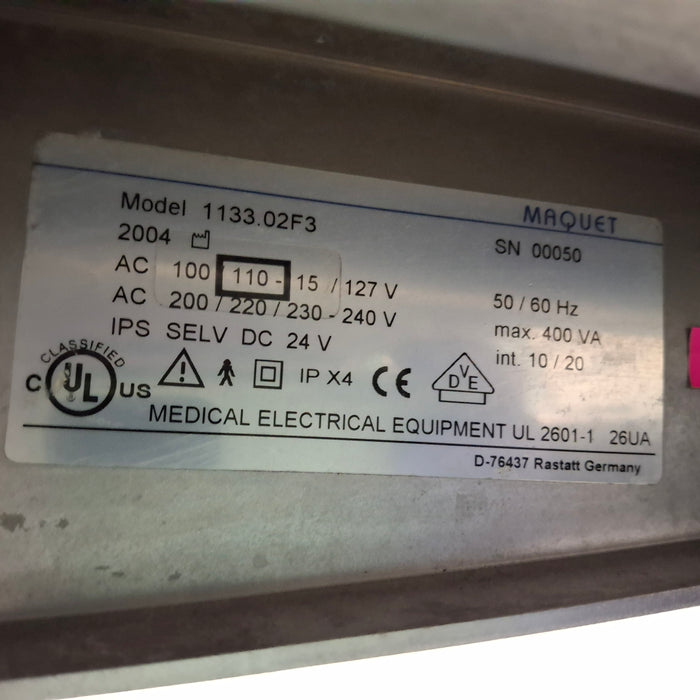 MAQUET
Model 1133.02F3
SN 00050
2004
AC 100 / 110 - 15 / 127 V
AC 200 / 220 / 230 - 240 V
50 / 60 Hz
IPS SELV DC 24 V
max. 400 VA
int. 10 / 20
CLASSIFIED
C UL US
IP X4
CE
DVE
MEDICAL ELECTRICAL EQUIPMENT UL 2601-1 26UA
D-76437 Rastatt Germany